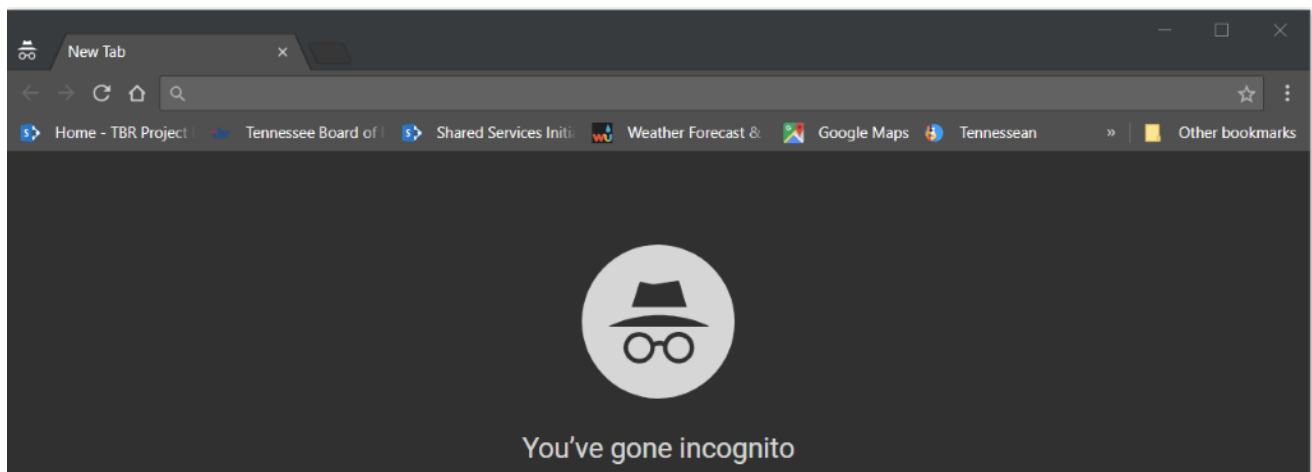 New Tab
Home - TBR Project Tennessee Board of Shared Services Initi Weather Forecast & Google Maps Tennessean » Other bookmarks
You've gone incognito